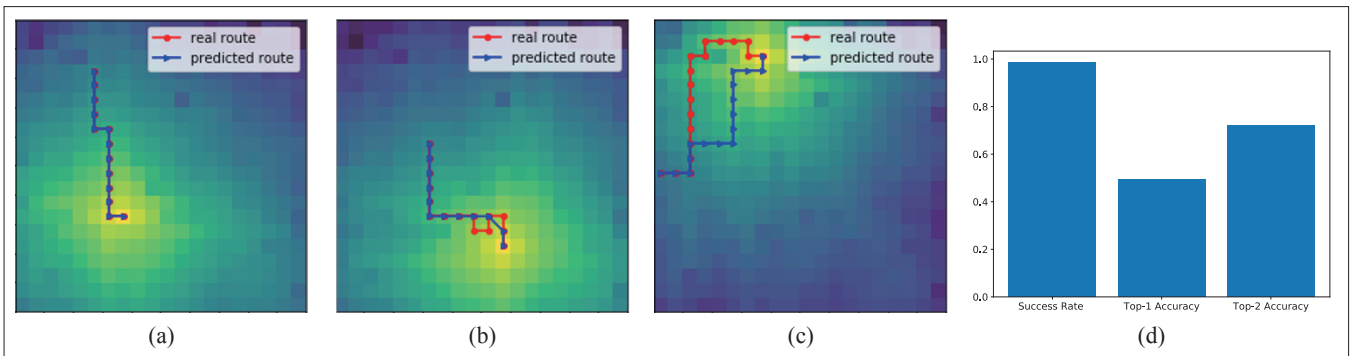 real route
predicted route
real route
predicted route
real route
predicted route
1.0
0.8
0.6
0.4
0.2
0.0
Success Rate Top-1 Accuracy Top-2 Accuracy
(a) (b) (c) (d)